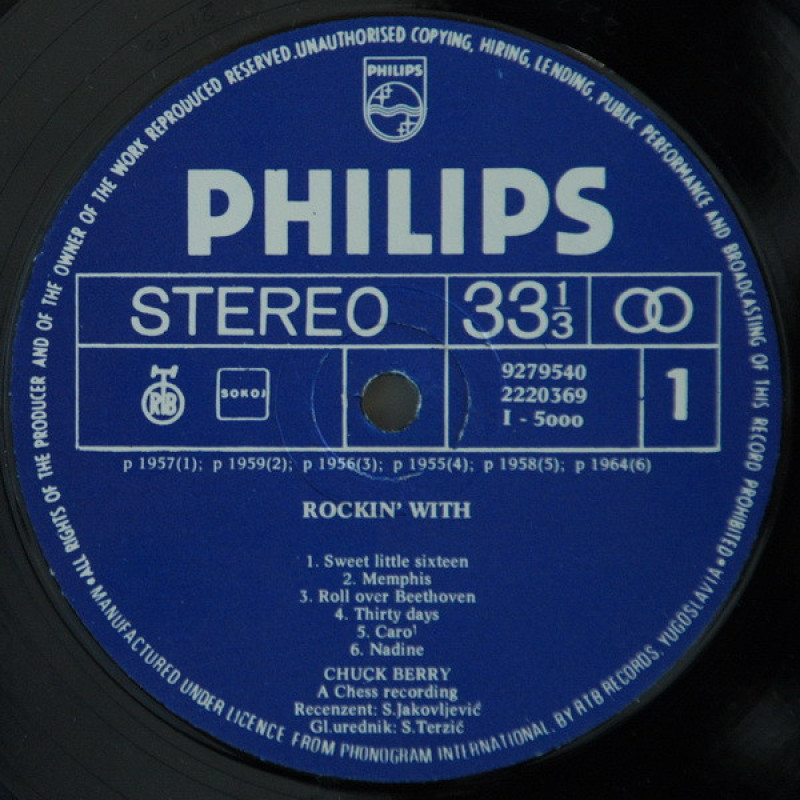 • ALL RIGHTS OF THE PRODUCER AND OF THE OWNER OF THE WORK REPRODUCED RESERVED. UNAUTHORISED COPYING, HIRING, LENDING, PUBLIC PERFORMANCE AND BROADCASTING OF THIS RECORD PROHIBITED •
PHILIPS
PHILIPS
STEREO 33 1/3
RTB SOKOJ
9279540
2220369
I - 5000
1
p 1957(1); p 1959(2); p 1956(3); p 1955(4); p 1958(5); p 1964(6)
ROCKIN' WITH
1. Sweet little sixteen
2. Memphis
3. Roll over Beethoven
4. Thirty days
5. Carol
6. Nadine
CHUCK BERRY
A Chess recording
Recenzent: S.Jakovljević
Gl.urednik: S.Terzić
MANUFACTURED UNDER LICENCE FROM PHONOGRAM INTERNATIONAL. BY RTB RECORDS. YUGOSLAVIA